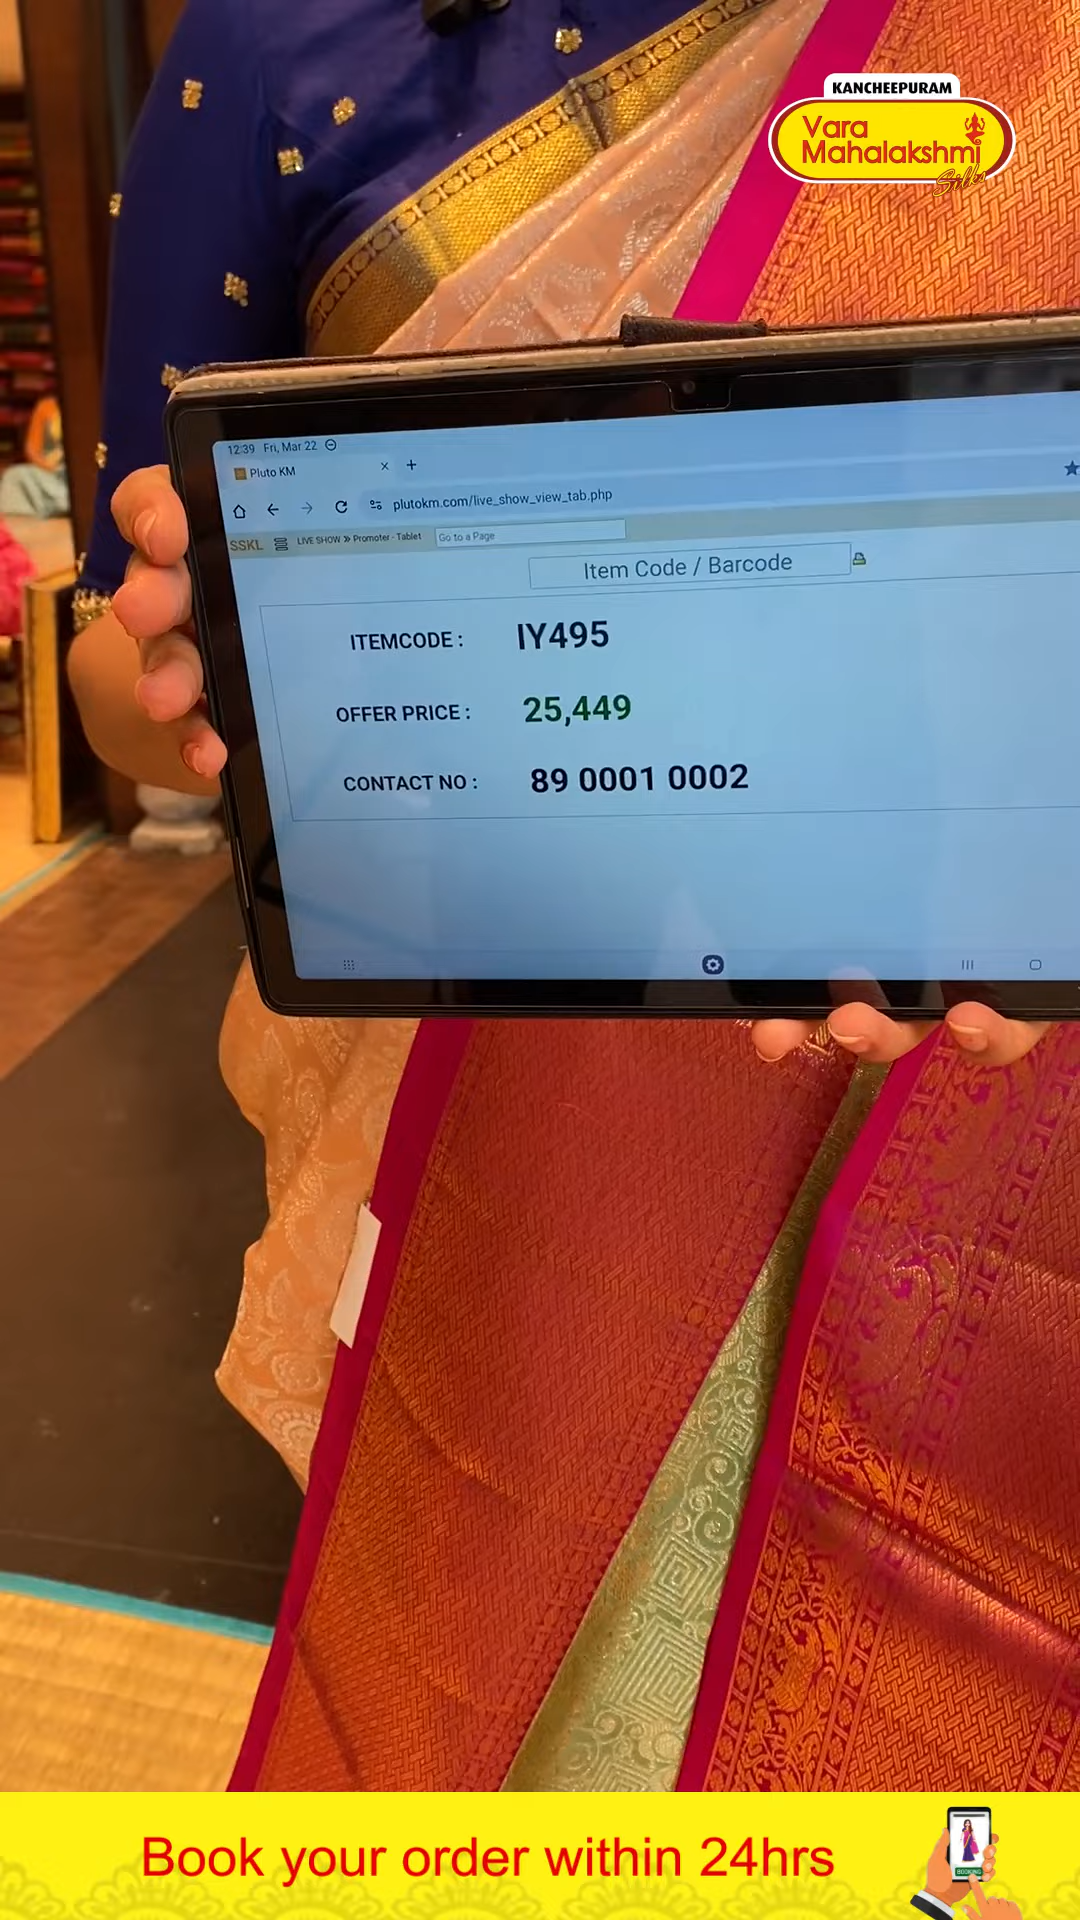 KANCHEEPURAM
Vara
Mahalakshmi
Silks
12:39 Fri, Mar 22
Pluto KM
plutokm.com/live_show_view_tab.php
SSKL
LIVE SHOW » Promoter - Tablet
Go to a Page
Item Code / Barcode
ITEMCODE : IY495
OFFER PRICE : 25,449
CONTACT NO : 89 0001 0002
Book your order within 24hrs
BOOKING